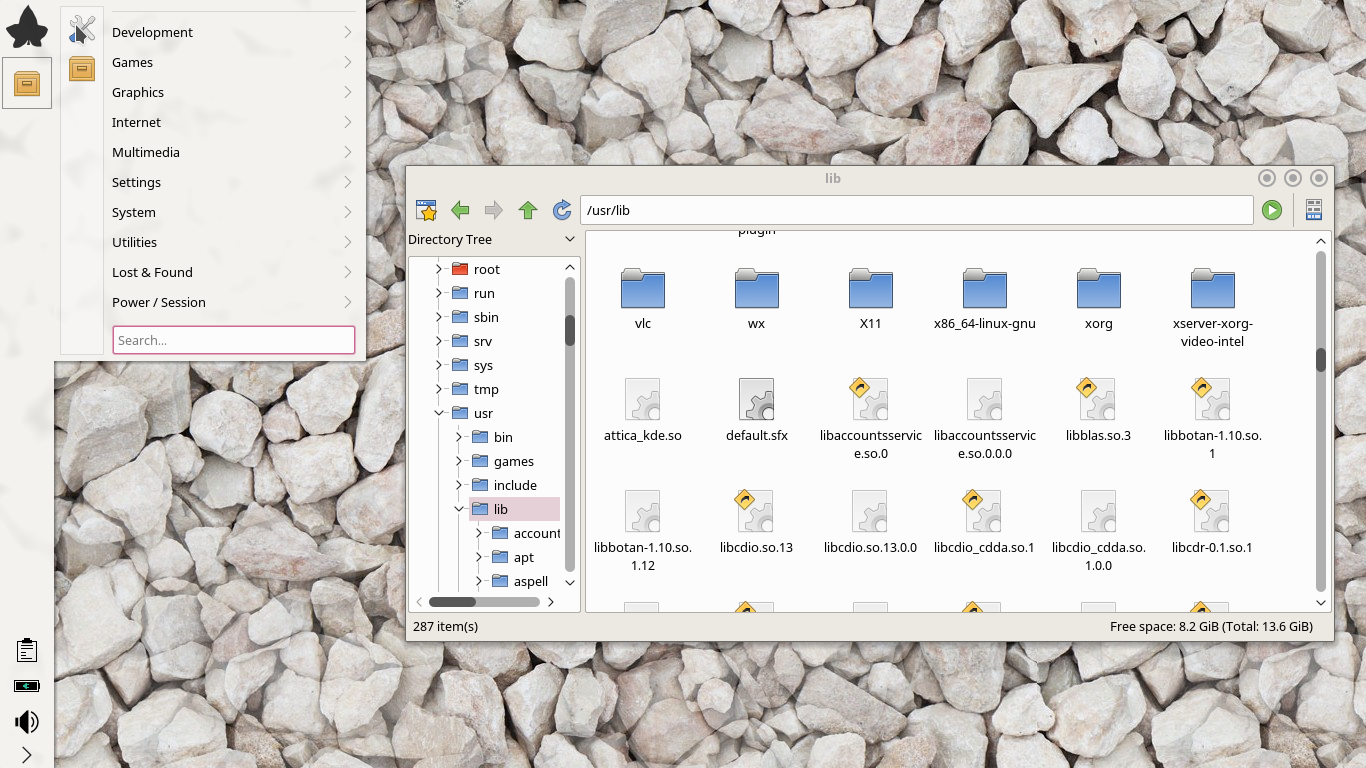 Development
Games
Graphics
Internet
Multimedia
Settings
System
Utilities
Lost & Found
Power / Session
Search...
lib
/usr/lib
Directory Tree
root
run
sbin
srv
sys
tmp
usr
bin
games
include
lib
account
apt
aspell
plugin
vlc
wx
X11
x86_64-linux-gnu
xorg
xserver-xorg-
video-intel
attica_kde.so
default.sfx
libaccountsservic
e.so.0
libaccountsservic
e.so.0.0.0
libblas.so.3
libbotan-1.10.so.
1
libbotan-1.10.so.
1.12
libcdio.so.13
libcdio.so.13.0.0
libcdio_cdda.so.1
libcdio_cdda.so.
1.0.0
libcdr-0.1.so.1
287 item(s)
Free space: 8.2 GiB (Total: 13.6 GiB)